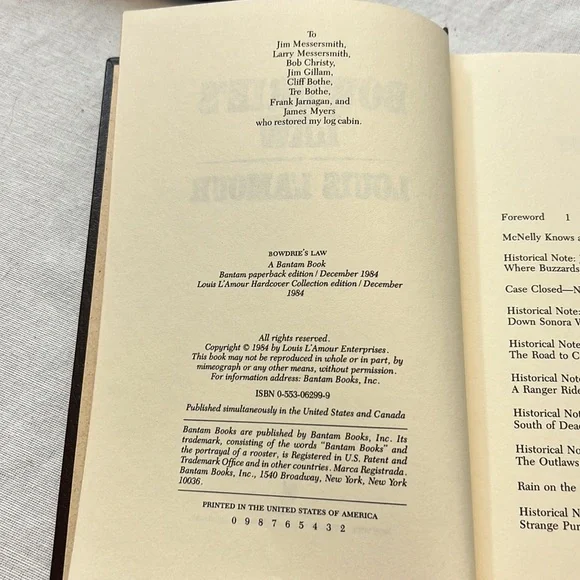 To
Jim Messersmith,
Larry Messersmith,
Bob Christy,
Jim Gillam,
Cliff Bothe,
Tre Bothe,
Frank Jarnagan, and
James Myers
who restored my log cabin.
BOWDRIE'S LAW
A Bantam Book
Bantam paperback edition / December 1984
Louis L'Amour Hardcover Collection edition / December
1984
All rights reserved.
Copyright © 1984 by Louis L'Amour Enterprises.
This book may not be reproduced in whole or in part, by
mimeograph or any other means, without permission.
For information address: Bantam Books, Inc.
ISBN 0-553-06299-9
Published simultaneously in the United States and Canada
Bantam Books are published by Bantam Books, Inc. Its
trademark, consisting of the words "Bantam Books" and
the portrayal of a rooster, is Registered in U.S. Patent and
Trademark Office and in other countries. Marca Registrada.
Bantam Books, Inc., 1540 Broadway, New York, New York
10036.
PRINTED IN THE UNITED STATES OF AMERICA
0 9 8 7 6 5 4 3 2
Foreword 1
McNelly Knows a
Historical Note:
Where Buzzards
Case Closed—N
Historical Note:
Down Sonora W
Historical Note
The Road to C
Historical Note
A Ranger Ride
Historical Not
South of Dead
Historical Not
The Outlaws
Rain on the
Historical N
Strange Pur